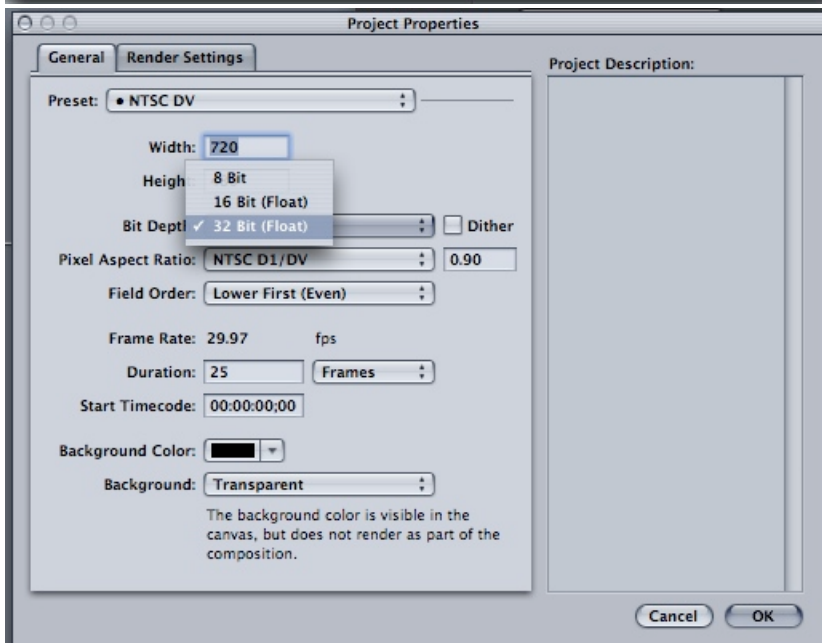 Project Properties
General Render Settings
Project Description:
Preset: • NTSC DV
Width: 720
Heigh
8 Bit
16 Bit (Float)
Bit Dept ✓ 32 Bit (Float) Dither
Pixel Aspect Ratio: NTSC D1/DV 0.90
Field Order: Lower First (Even)
Frame Rate: 29.97 fps
Duration: 25 Frames
Start Timecode: 00:00:00;00
Background Color:
Background: Transparent
The background color is visible in the
canvas, but does not render as part of the
composition.
Cancel OK